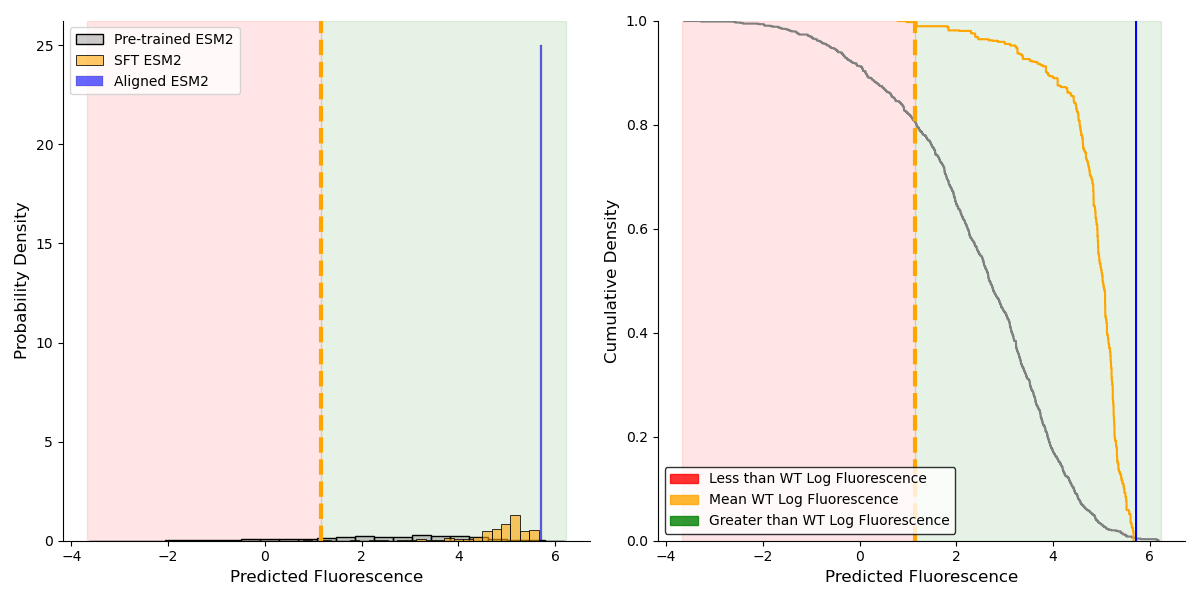 Pre-trained ESM2
SFT ESM2
Aligned ESM2
Probability Density
25
20
15
10
5
0
−4
−2
0
2
4
6
Predicted Fluorescence
Cumulative Density
1.0
0.8
0.6
0.4
0.2
0.0
Less than WT Log Fluorescence
Mean WT Log Fluorescence
Greater than WT Log Fluorescence
−4
−2
0
2
4
6
Predicted Fluorescence